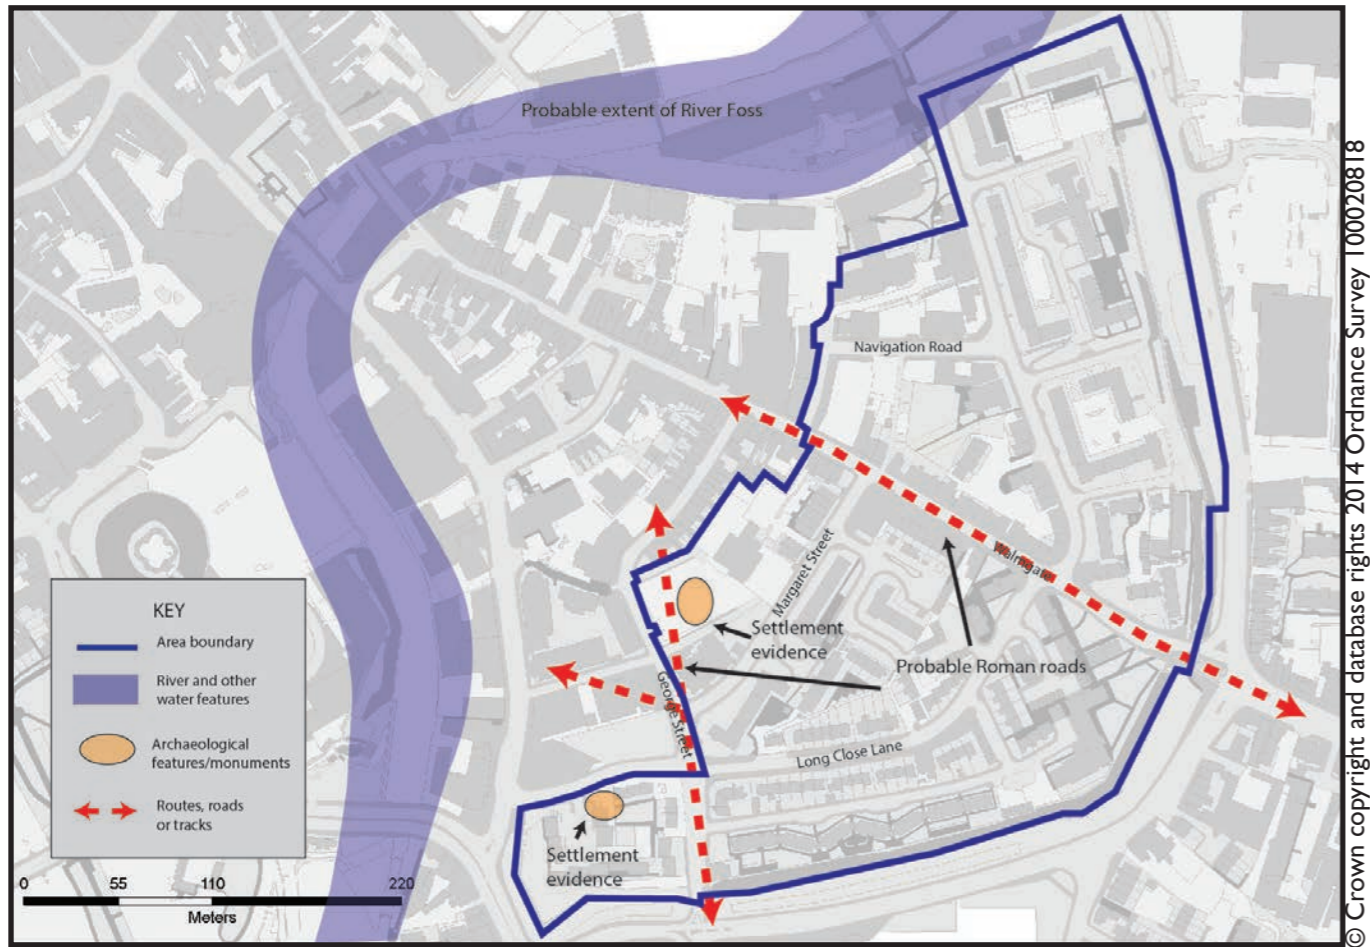 Probable extent of River Foss
Navigation Road
Margaret Street
Walmgate
Settlement
evidence
Probable Roman roads
George Street
Long Close Lane
Settlement
evidence
KEY
Area boundary
River and other
water features
Archaeological
features/monuments
Routes, roads
or tracks
0 55 110 220
Meters
© Crown copyright and database rights 2014 Ordnance Survey 100020818